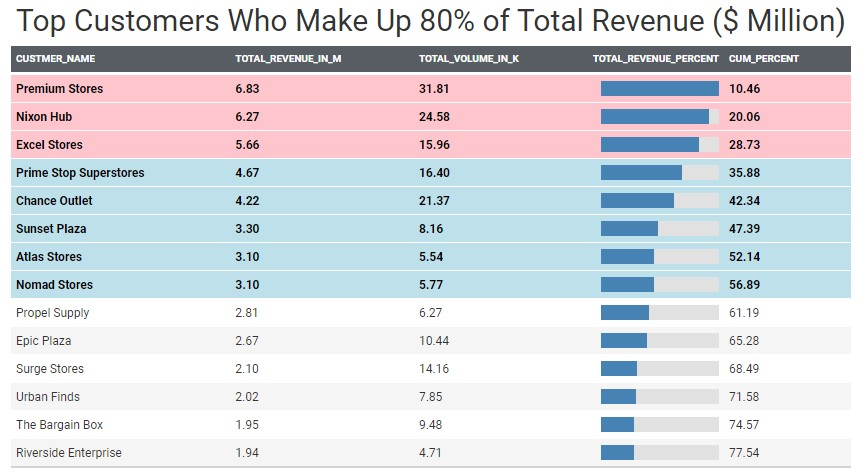 Top Customers Who Make Up 80% of Total Revenue ($ Million)
CUSTMER_NAME TOTAL_REVENUE_IN_M TOTAL_VOLUME_IN_K TOTAL_REVENUE_PERCENT CUM_PERCENT
Premium Stores 6.83 31.81 10.46
Nixon Hub 6.27 24.58 20.06
Excel Stores 5.66 15.96 28.73
Prime Stop Superstores 4.67 16.40 35.88
Chance Outlet 4.22 21.37 42.34
Sunset Plaza 3.30 8.16 47.39
Atlas Stores 3.10 5.54 52.14
Nomad Stores 3.10 5.77 56.89
Propel Supply 2.81 6.27 61.19
Epic Plaza 2.67 10.44 65.28
Surge Stores 2.10 14.16 68.49
Urban Finds 2.02 7.85 71.58
The Bargain Box 1.95 9.48 74.57
Riverside Enterprise 1.94 4.71 77.54